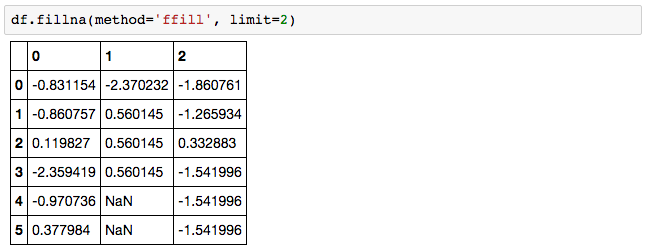 df.fillna(method='ffill', limit=2)
0 1 2
0 -0.831154 -2.370232 -1.860761
1 -0.860757 0.560145 -1.265934
2 0.119827 0.560145 0.332883
3 -2.359419 0.560145 -1.541996
4 -0.970736 NaN -1.541996
5 0.377984 NaN -1.541996